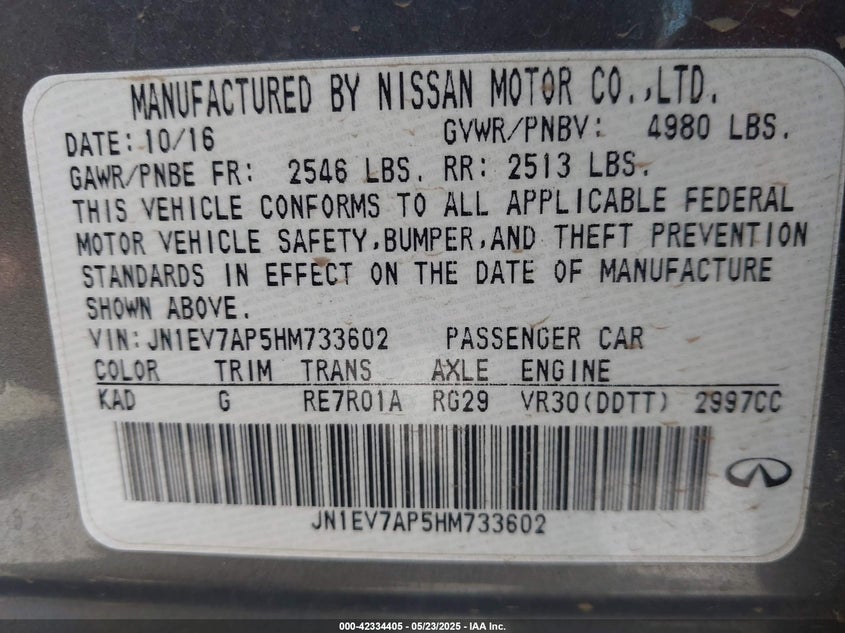 MANUFACTURED BY NISSAN MOTOR CO.,LTD.
DATE: 10/16 GVWR/PNBV: 4980 LBS.
GAWR/PNBE FR: 2546 LBS. RR: 2513 LBS.
THIS VEHICLE CONFORMS TO ALL APPLICABLE FEDERAL
MOTOR VEHICLE SAFETY,BUMPER,AND THEFT PREVENTION
STANDARDS IN EFFECT ON THE DATE OF MANUFACTURE
SHOWN ABOVE.
VIN: JN1EV7AP5HM733602 PASSENGER CAR
COLOR TRIM TRANS AXLE ENGINE
KAD G RE7R01A RG29 VR30(DDTT) 2997CC
JN1EV7AP5HM733602
000-42334405 - 05/23/2025 - IAA Inc.